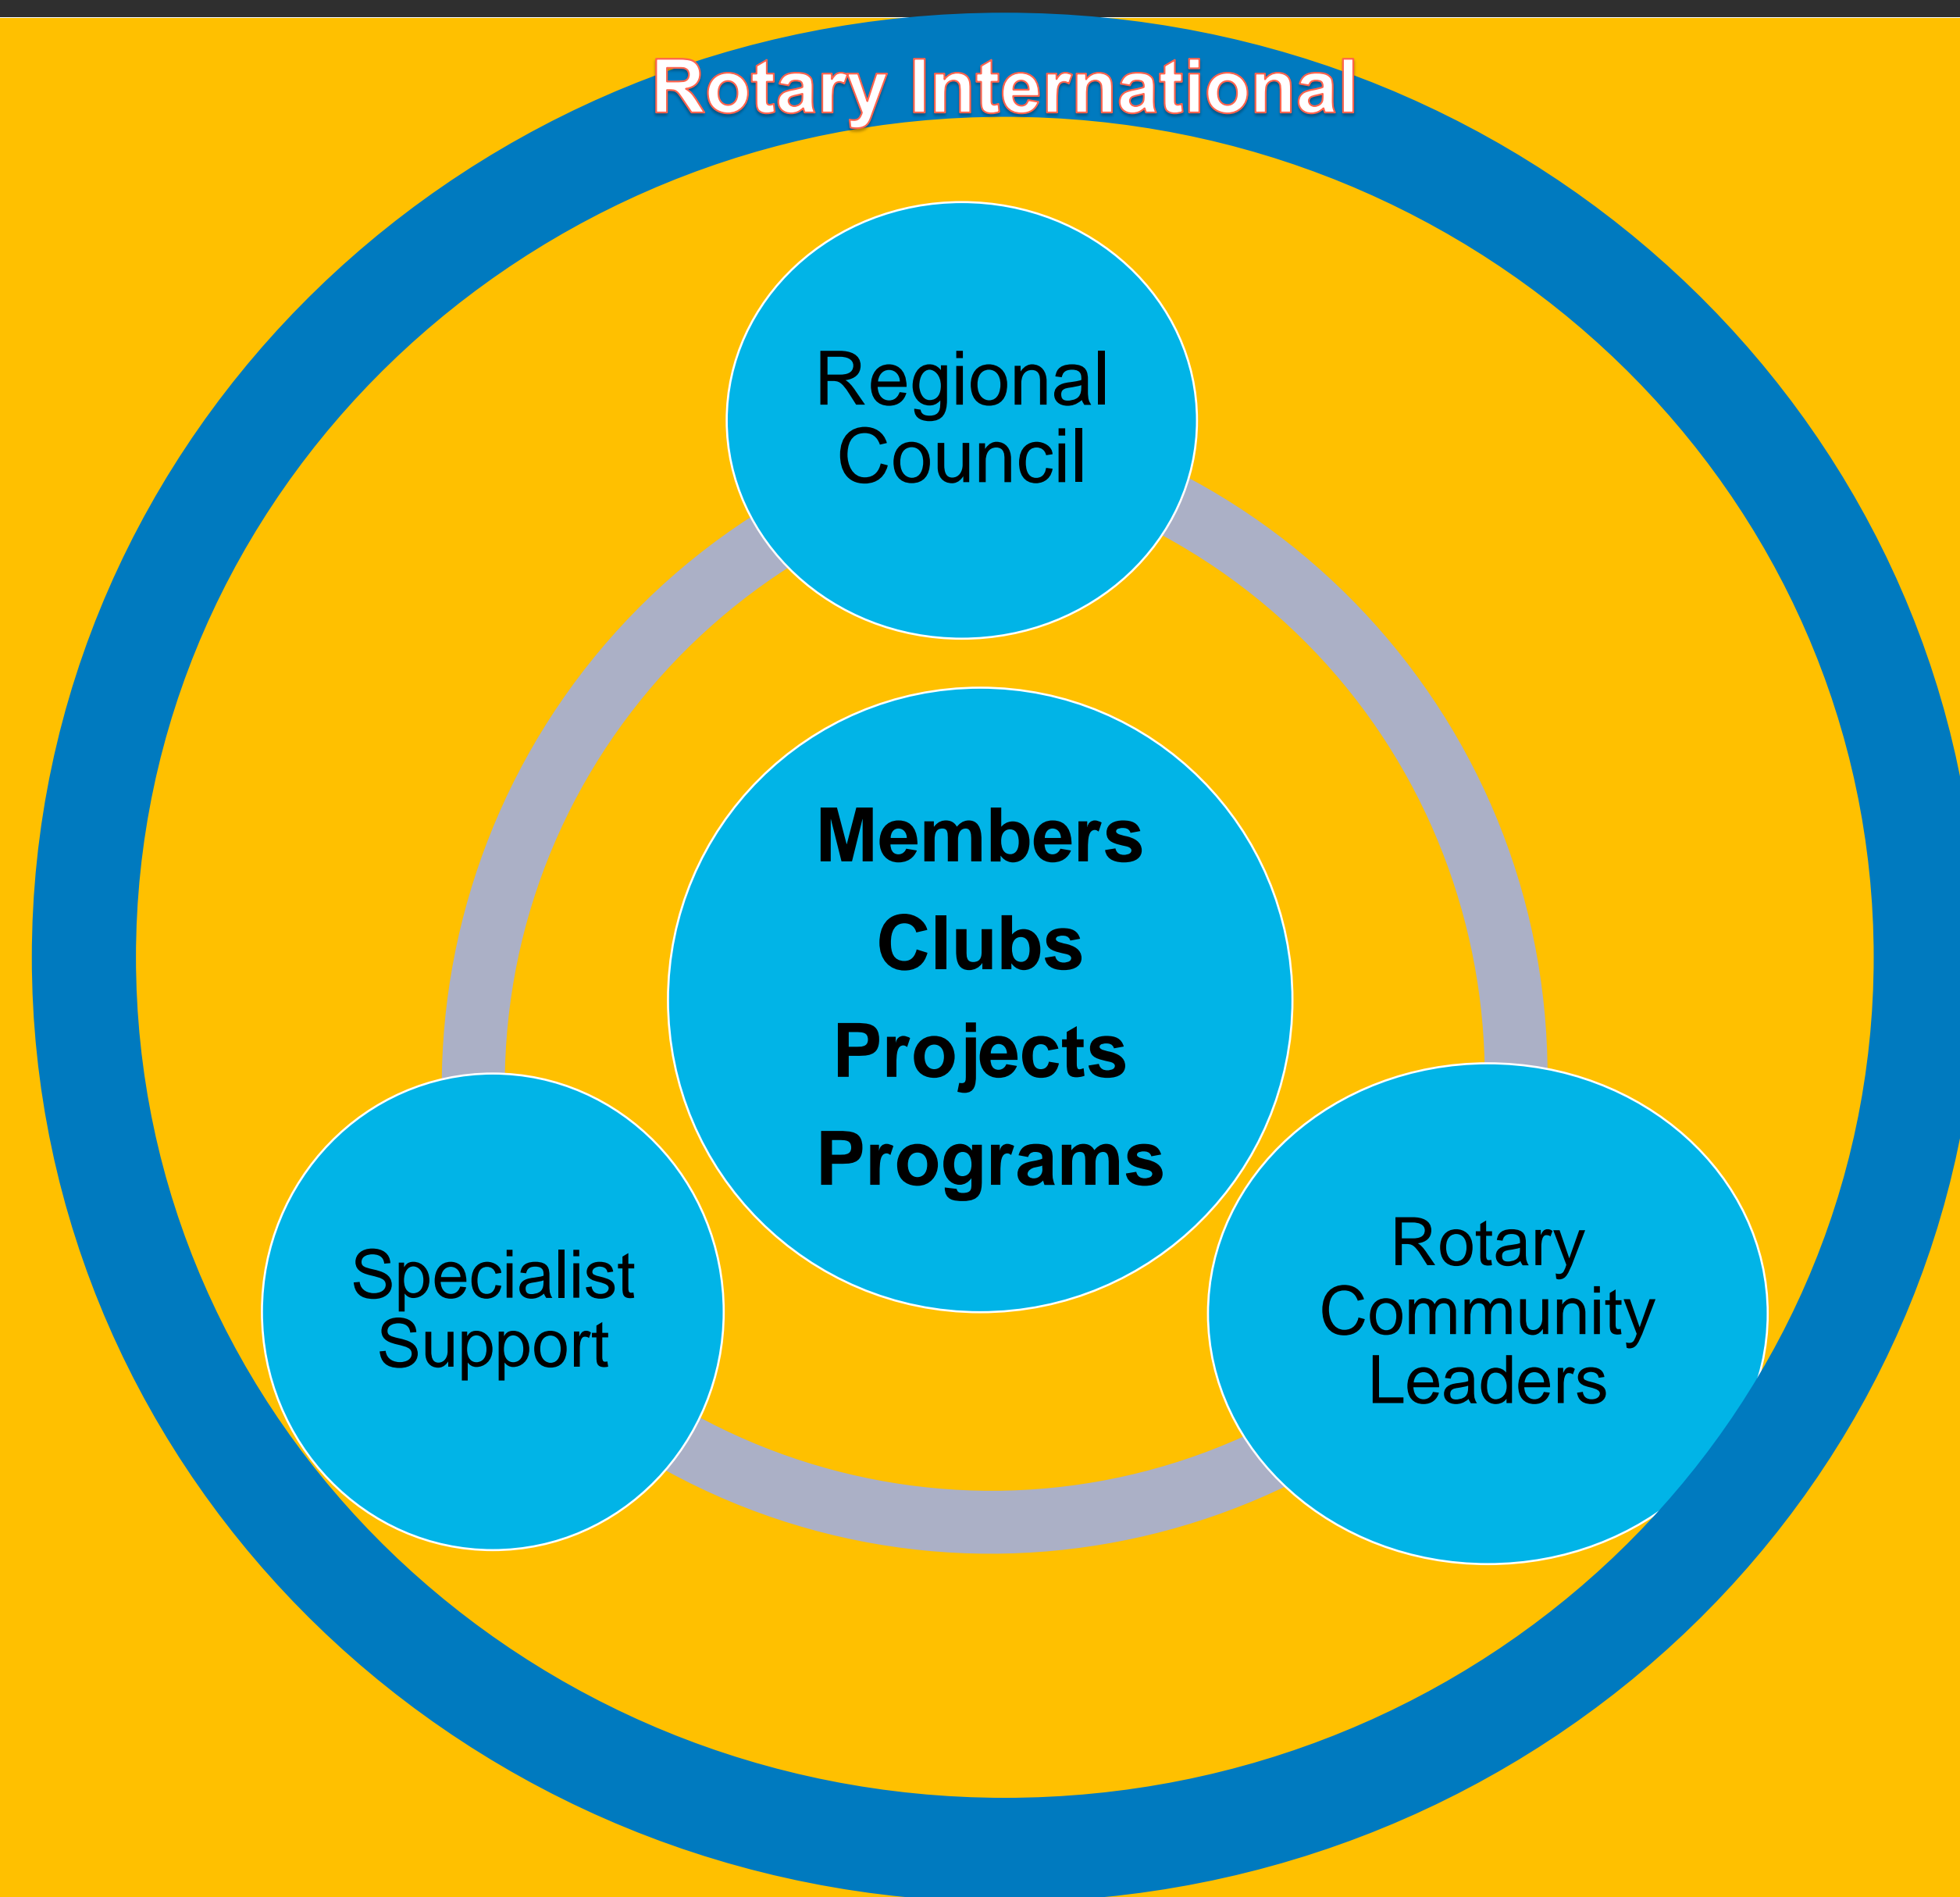 Rotary International
Regional
Council
Members
Clubs
Projects
Programs
Specialist
Support
Rotary
Community
Leaders